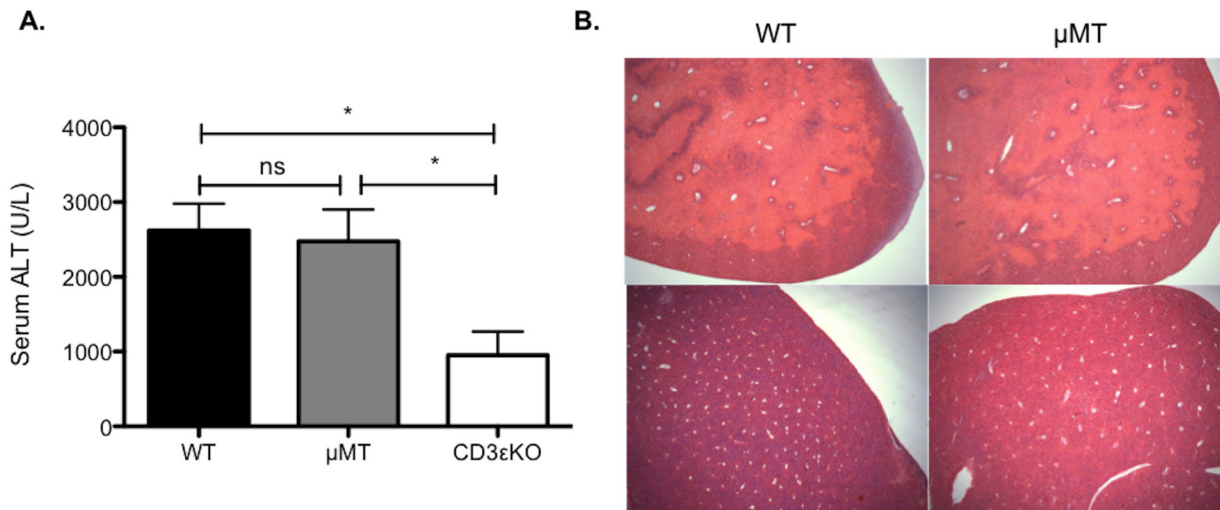 A.
B.
WT
μMT
*
4000
ns
*
3000
2000
1000
0
Serum ALT (U/L)
WT
μMT
CD3εKO